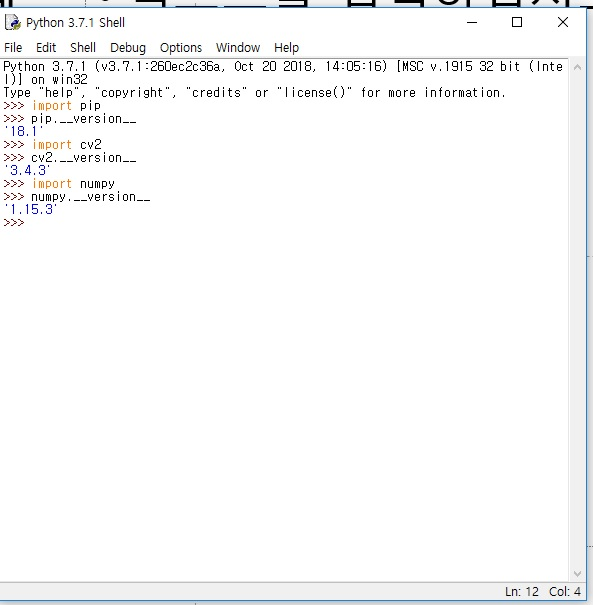 Python 3.7.1 Shell
File Edit Shell Debug Options Window Help
Python 3.7.1 (v3.7.1:260ec2c36a, Oct 20 2018, 14:05:16) [MSC v.1915 32 bit (Inte
l)] on win32
Type "help", "copyright", "credits" or "license()" for more information.
>>> import pip
>>> pip.__version__
'18.1'
>>> import cv2
>>> cv2.__version__
'3.4.3'
>>> import numpy
>>> numpy.__version__
'1.15.3'
>>>
Ln: 12 Col: 4